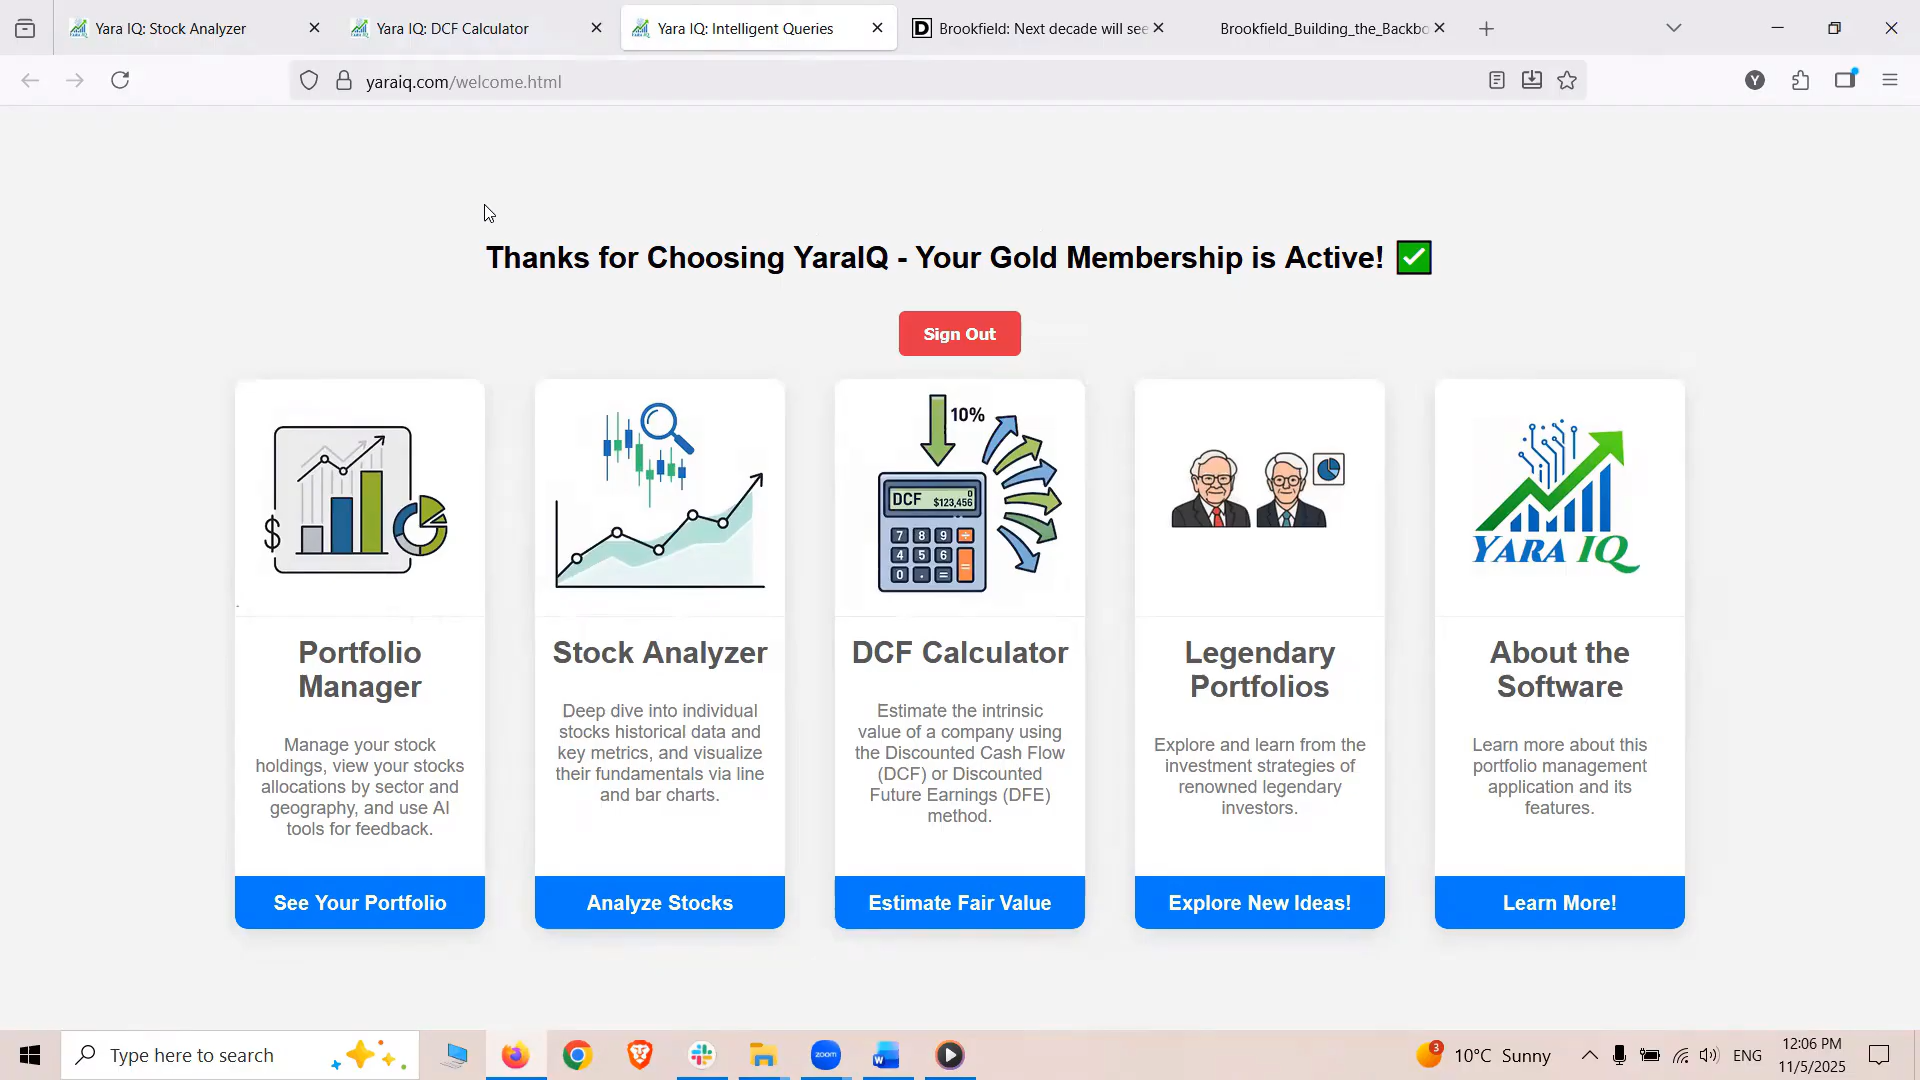 Yara IQ: Stock Analyzer
Yara IQ: DCF Calculator
Yara IQ: Intelligent Queries
Brookfield: Next decade will see
Brookfield_Building_the_Backbo
yaraiq.com/welcome.html
Y
Thanks for Choosing YaraIQ - Your Gold Membership is Active! ✅
Sign Out
$
10%
DCF
0
$123,456
7 8 9 +
4 5 6
0 . = =
YARA IQ
Portfolio
Manager
Manage your stock
holdings, view your stocks
allocations by sector and
geography, and use AI
tools for feedback.
See Your Portfolio
Stock Analyzer
Deep dive into individual
stocks historical data and
key metrics, and visualize
their fundamentals via line
and bar charts.
Analyze Stocks
DCF Calculator
Estimate the intrinsic
value of a company using
the Discounted Cash Flow
(DCF) or Discounted
Future Earnings (DFE)
method.
Estimate Fair Value
Legendary
Portfolios
Explore and learn from the
investment strategies of
renowned legendary
investors.
Explore New Ideas!
About the
Software
Learn more about this
portfolio management
application and its
features.
Learn More!
Type here to search
zoom
W
3
10°C Sunny
ENG
12:06 PM
11/5/2025